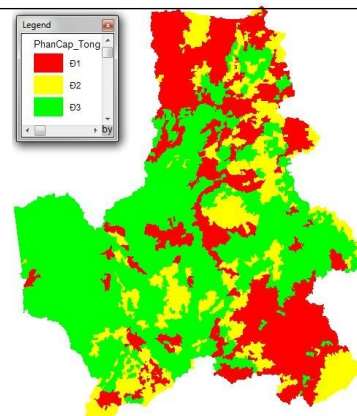 Legend
PhanCap_Tong
Đ1
Đ2
Đ3
by